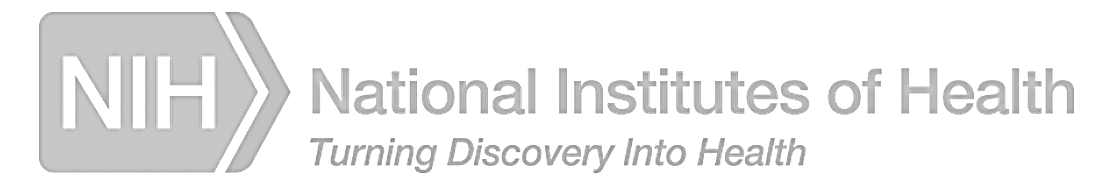 NIH
National Institutes of Health
Turning Discovery Into Health